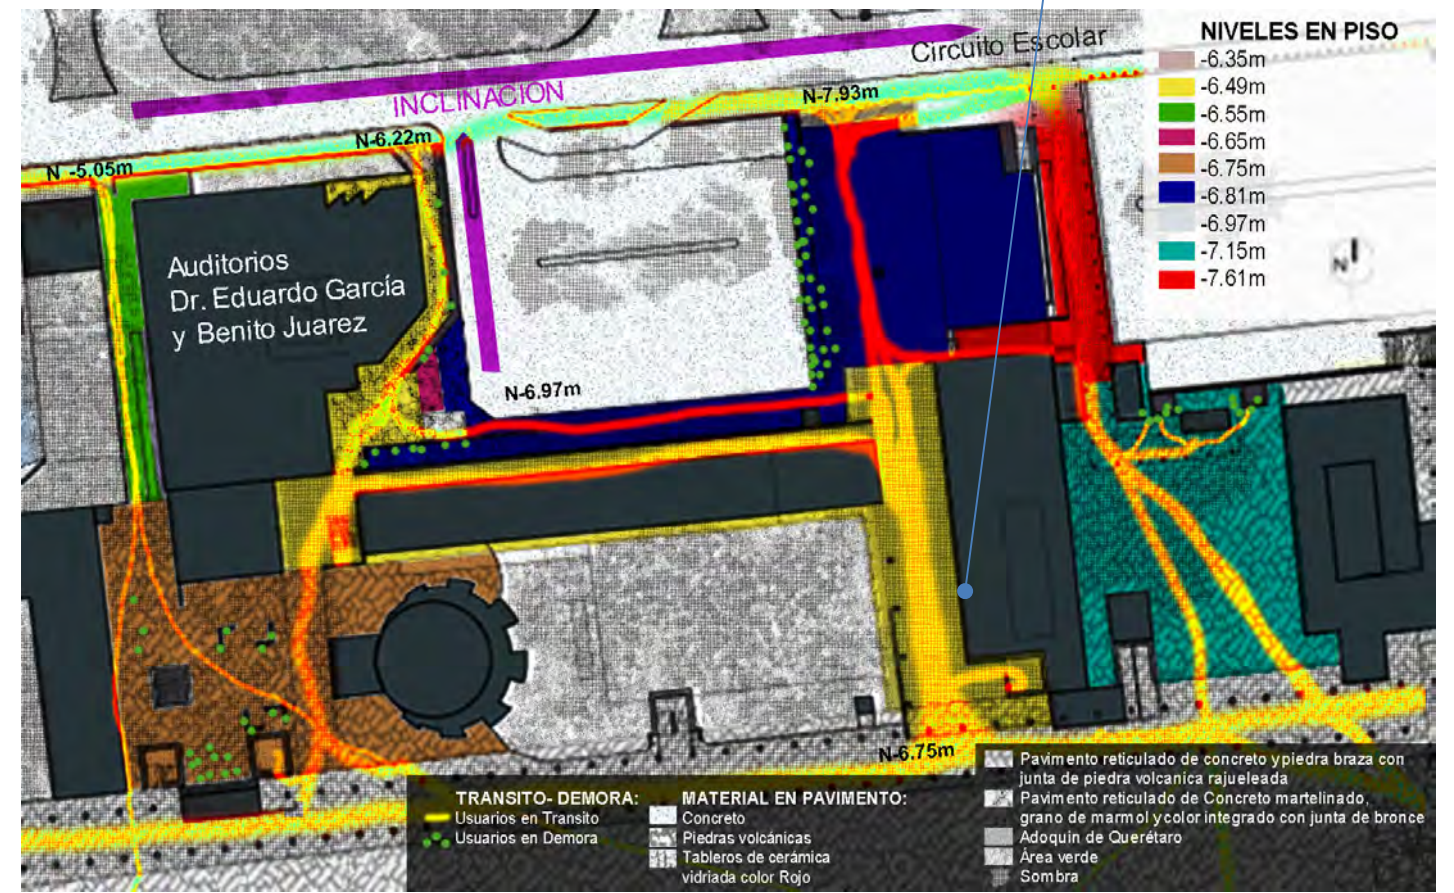 Circuito Escolar
INCLINACION
N-7.93m
N-6.22m
N -5.05m
Auditorios
Dr. Eduardo García
y Benito Juarez
N-6.97m
N-6.75m
NIVELES EN PISO
-6.35m
-6.49m
-6.55m
-6.65m
-6.75m
-6.81m
-6.97m
-7.15m
-7.61m
N
TRANSITO- DEMORA:
Usuarios en Transito
Usuarios en Demora
MATERIAL EN PAVIMENTO:
Concreto
Piedras volcánicas
Tableros de cerámica
vidriada color Rojo
Pavimento reticulado de concreto y piedra braza con
junta de piedra volcanica rajueleada
Pavimento reticulado de Concreto martelinado,
grano de marmol y color integrado con junta de bronce
Adoquin de Querétaro
Área verde
Sombra